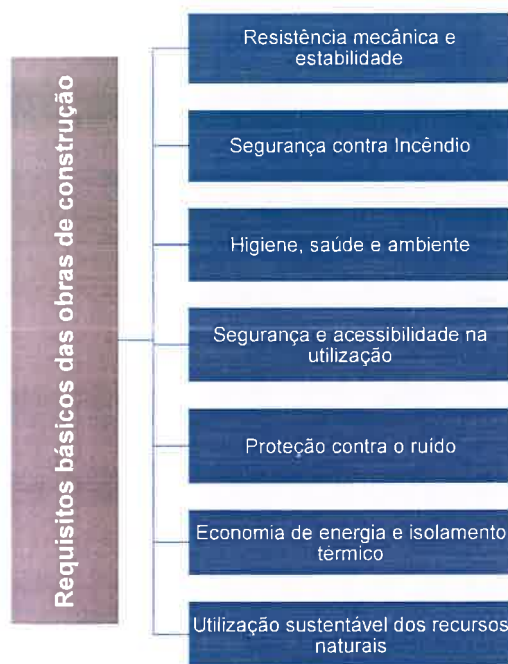 Requisitos básicos das obras de construção
Resistência mecânica e
estabilidade
Segurança contra Incêndio
Higiene, saúde e ambiente
Segurança e acessibilidade na
utilização
Proteção contra o ruído
Economia de energia e isolamento
térmico
Utilização sustentável dos recursos
naturais